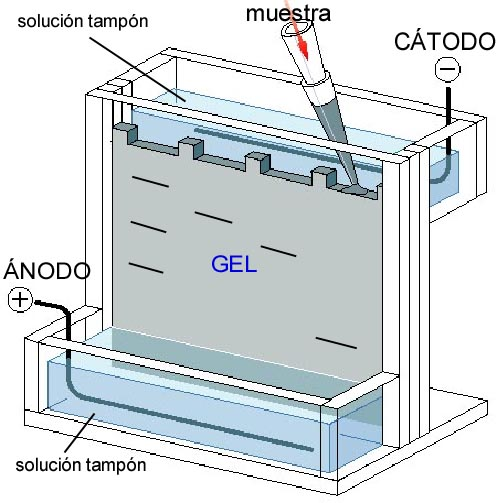 muestra
solución tampón
CÁTODO
−
GEL
ÁNODO
+
solución tampón